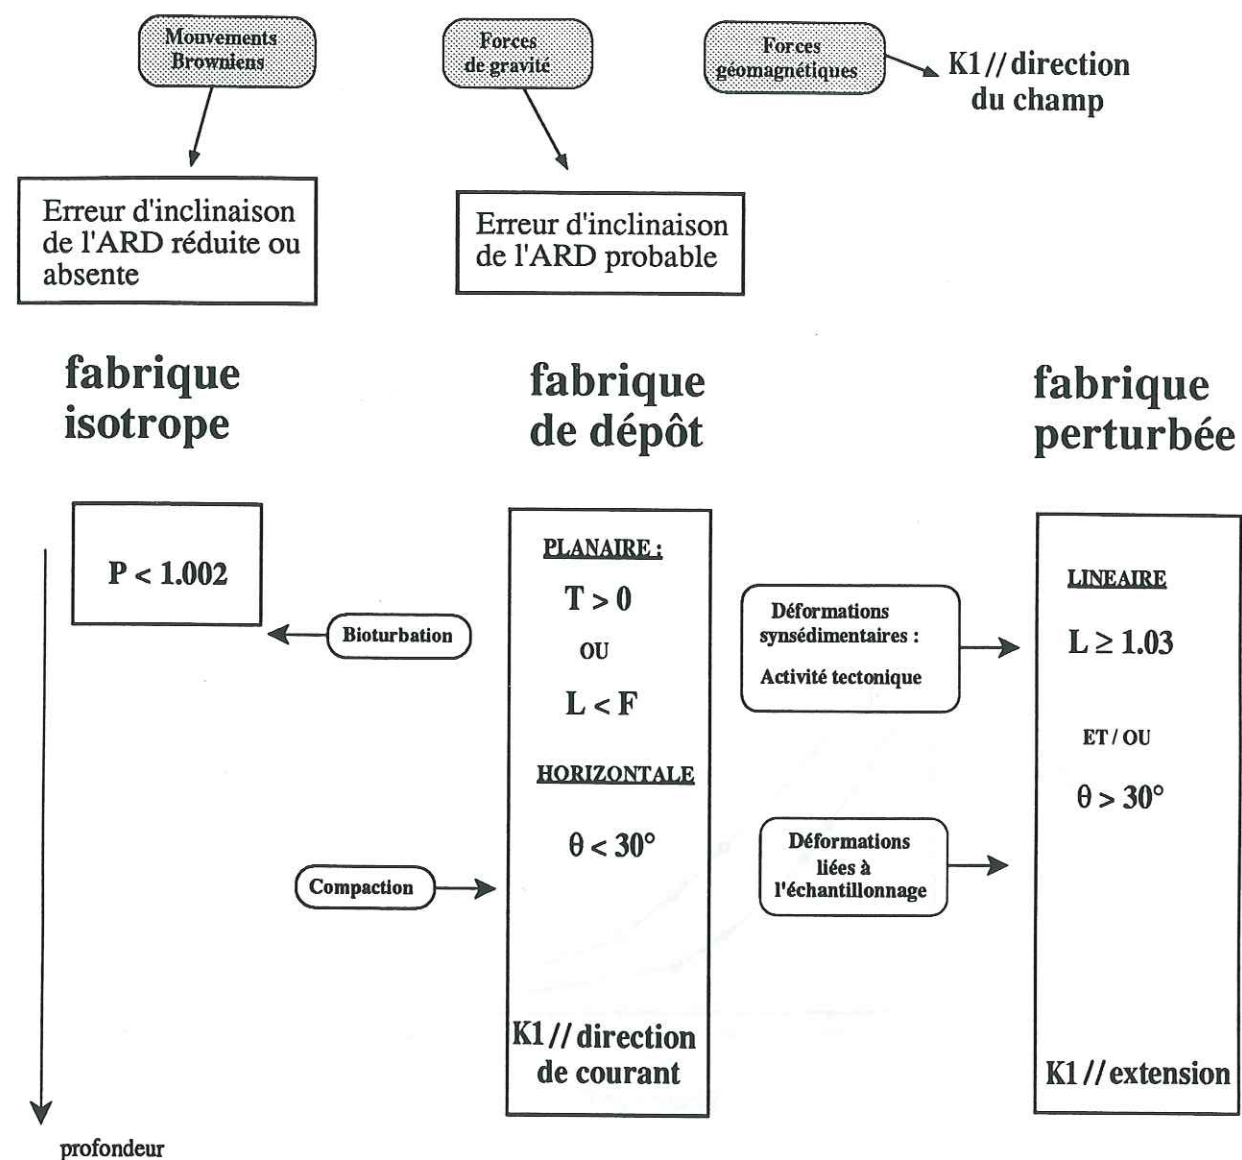 Mouvements
Browniens
Forces
de gravité
Forces
géomagnétiques
K1 // direction
du champ
Erreur d'inclinaison
de l'ARD réduite ou
absente
Erreur d'inclinaison
de l'ARD probable
fabrique
isotrope
fabrique
de dépôt
fabrique
perturbée
P < 1.002
Bioturbation
PLANAIRE :
T > 0
OU
L < F
HORIZONTALE
θ < 30°
Compaction
K1 // direction
de courant
Déformations
synsédimentaires :
Activité tectonique
Déformations
liées à
l'échantillonnage
LINEAIRE
L ≥ 1.03
ET / OU
θ > 30°
K1 // extension
profondeur